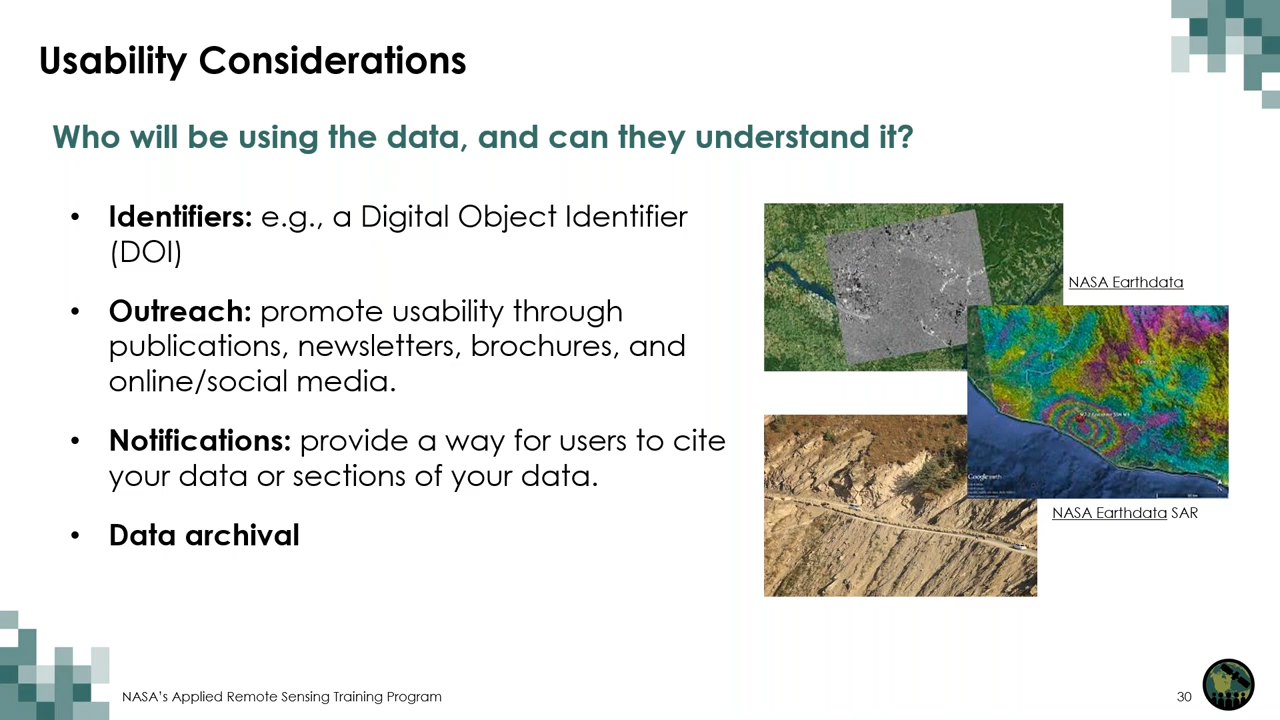 Usability Considerations
Who will be using the data, and can they understand it?
• Identifiers: e.g., a Digital Object Identifier
(DOI)
• Outreach: promote usability through
publications, newsletters, brochures, and
online/social media.
• Notifications: provide a way for users to cite
your data or sections of your data.
• Data archival
NASA Earthdata
Google earth
NASA Earthdata SAR
NASA's Applied Remote Sensing Training Program
30